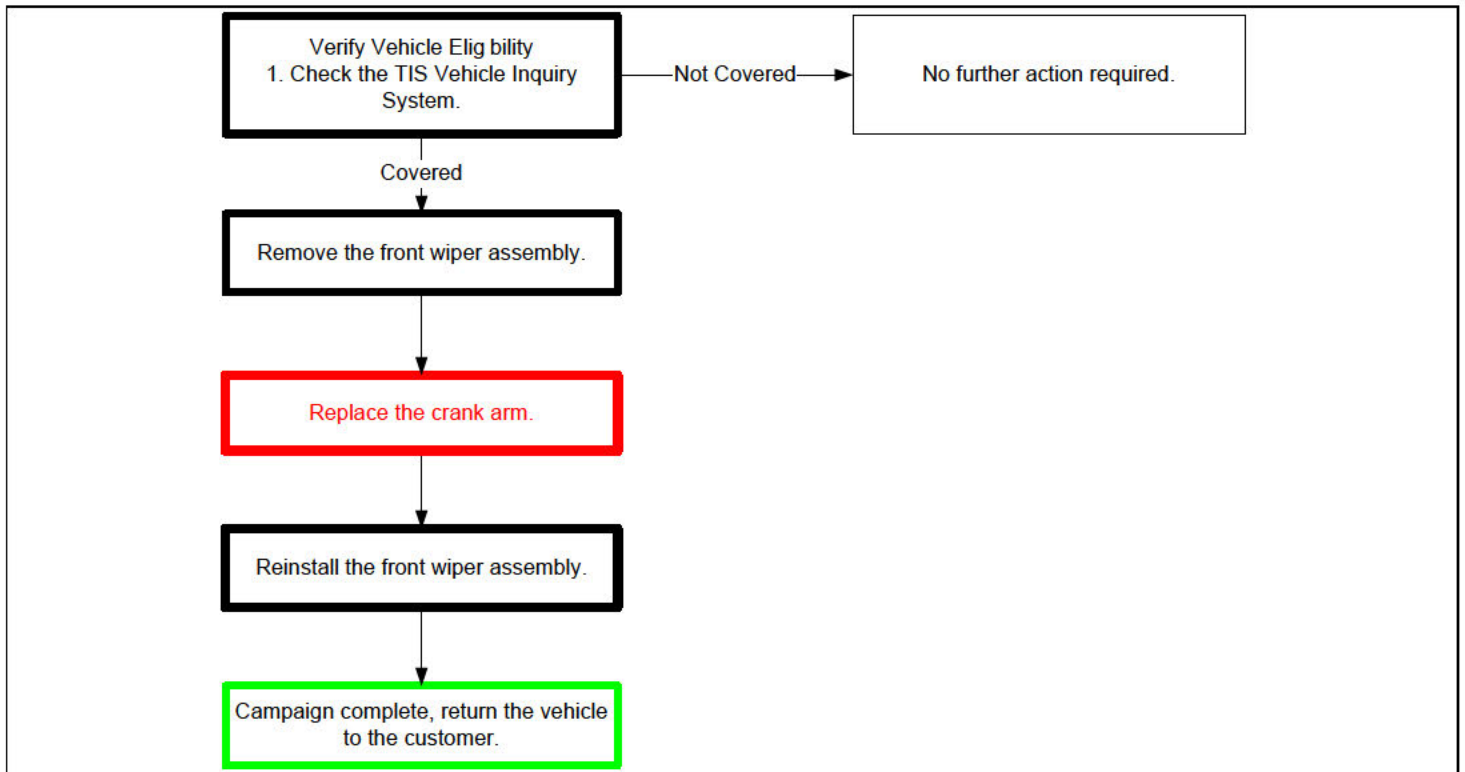 Verify Vehicle Elig bility
1. Check the TIS Vehicle Inquiry
System.
Not Covered
No further action required.
Covered
Remove the front wiper assembly.
Replace the crank arm.
Reinstall the front wiper assembly.
Campaign complete, return the vehicle
to the customer.